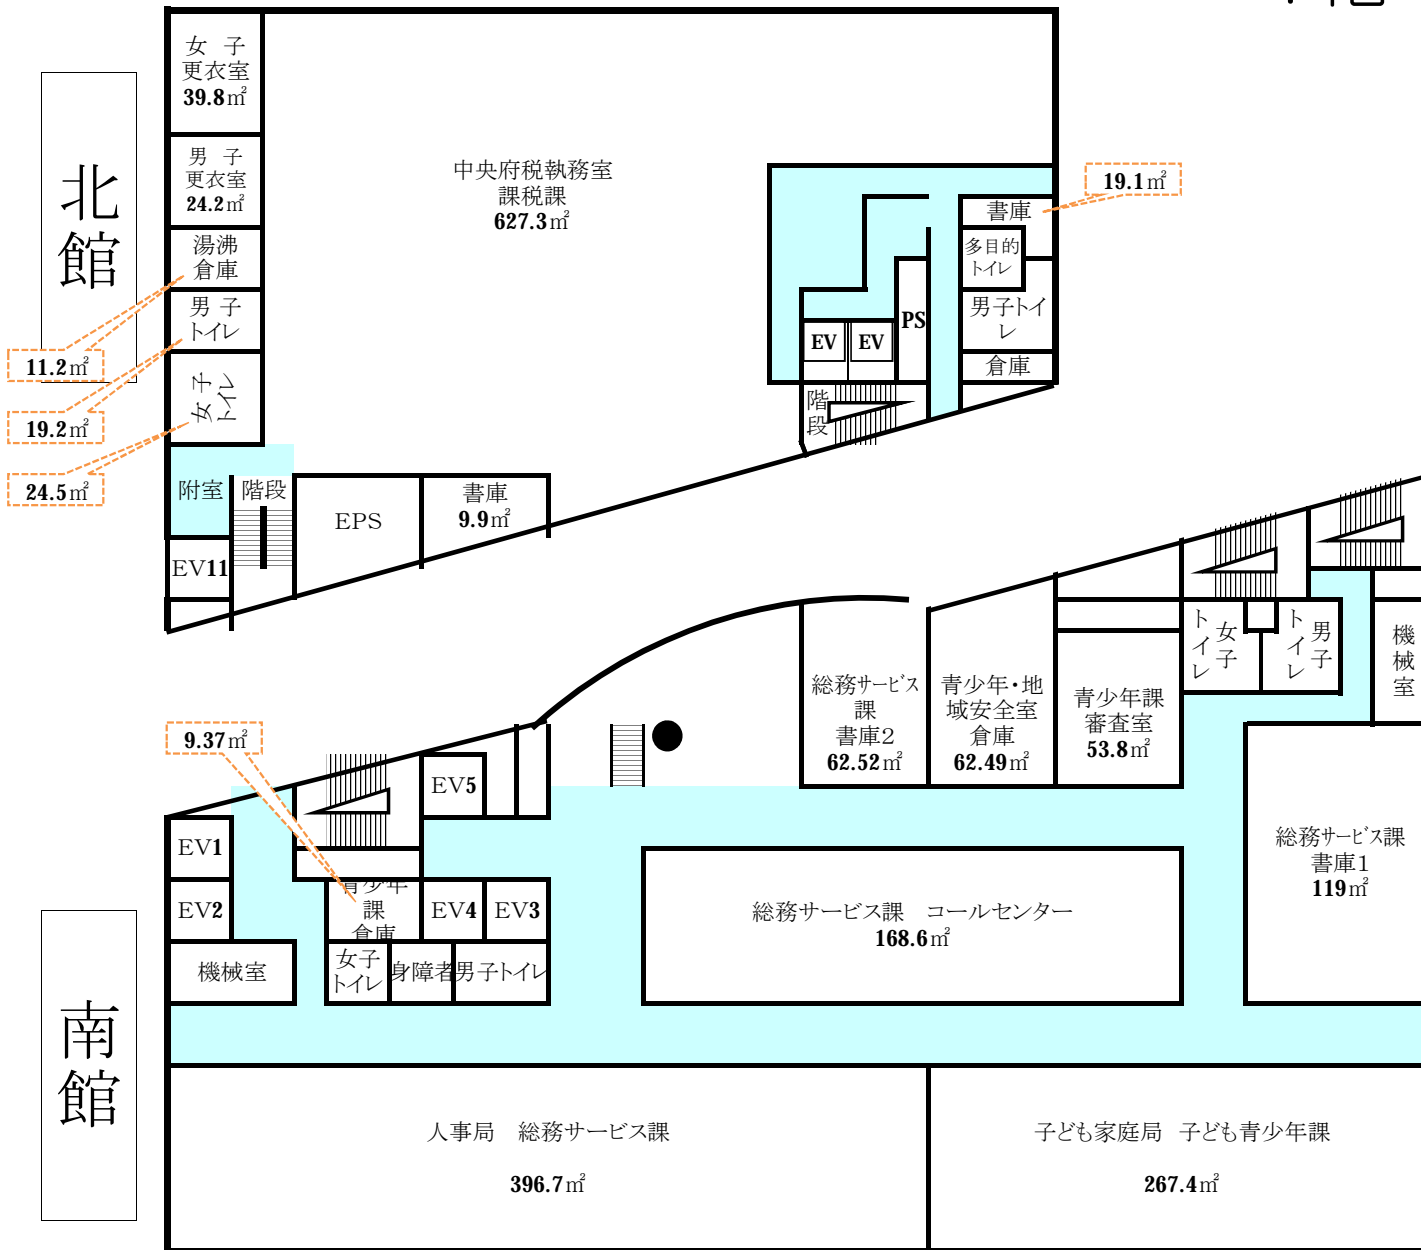 北
館
女 子
更衣室
39.8㎡
男 子
更衣室
24.2㎡
湯沸
倉庫
男 子
トイレ
女子
トイレ
11.2㎡
19.2㎡
24.5㎡
附室
階段
EPS
書庫
9.9㎡
EV11
中央府税執務室
課税課
627.3㎡
19.1㎡
書庫
多目的
トイレ
男子トイ
レ
倉庫
PS
EV
EV
階
段
総務サービス
課
書庫2
62.52㎡
青少年・地
域安全室
倉庫
62.49㎡
青少年課
審査室
53.8㎡
女子
トイレ
男子
トイレ
機械室
9.37㎡
EV5
EV1
EV2
機械室
青少年
課
倉庫
EV4
EV3
女子
トイレ
身障者
男子トイレ
総務サービス課 コールセンター
168.6㎡
総務サービス課
書庫1
119㎡
南
館
人事局 総務サービス課
396.7㎡
子ども家庭局 子ども青少年課
267.4㎡